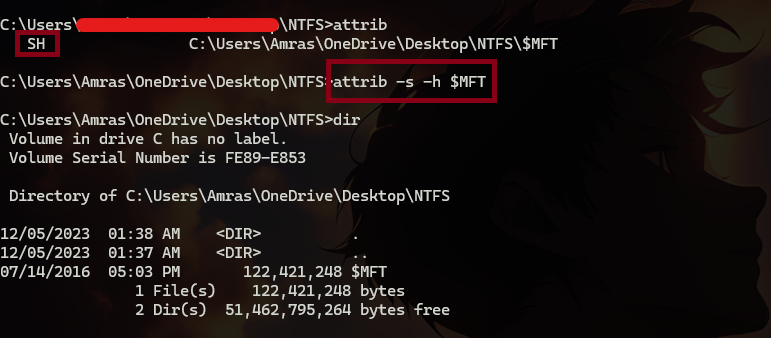 C:\Users\ \NTFS>attrib
SH C:\Users\Amras\OneDrive\Desktop\NTFS\$MFT
C:\Users\Amras\OneDrive\Desktop\NTFS>attrib -s -h $MFT
C:\Users\Amras\OneDrive\Desktop\NTFS>dir
Volume in drive C has no label.
Volume Serial Number is FE89-E853
Directory of C:\Users\Amras\OneDrive\Desktop\NTFS
12/05/2023 01:38 AM <DIR> .
12/05/2023 01:37 AM <DIR> ..
07/14/2016 05:03 PM 122,421,248 $MFT
1 File(s) 122,421,248 bytes
2 Dir(s) 51,462,795,264 bytes free